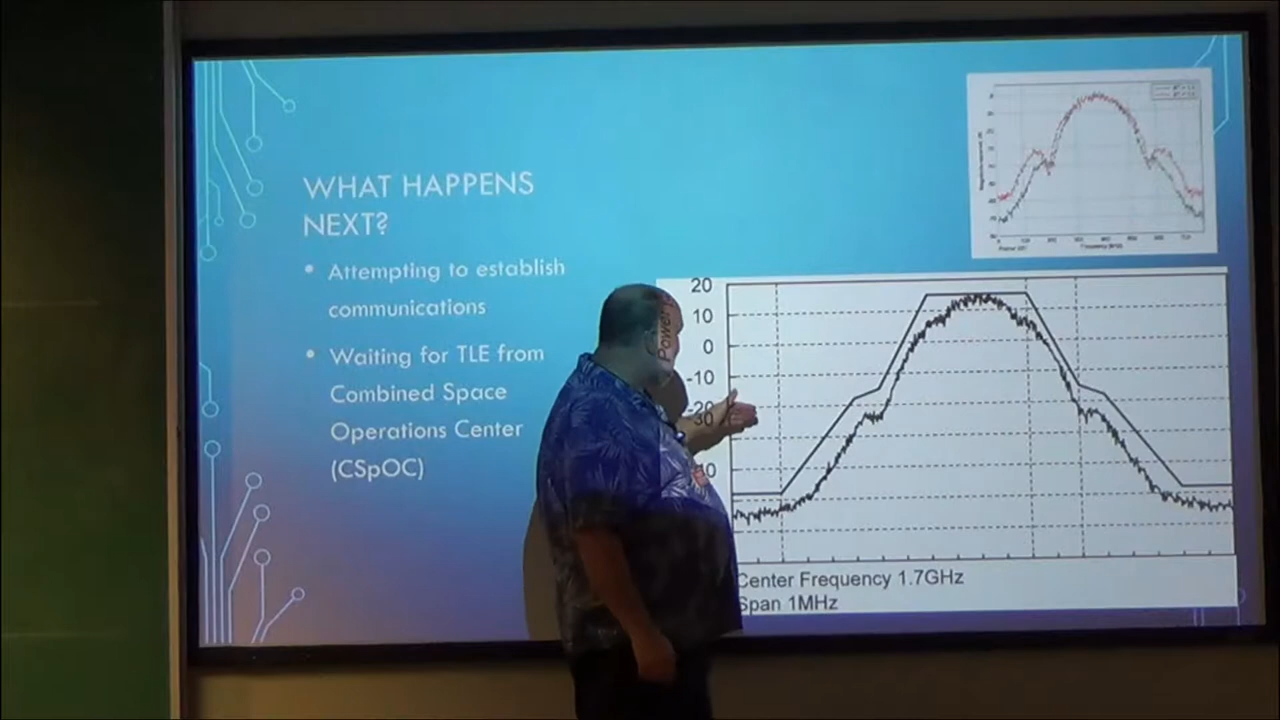 WHAT HAPPENS
NEXT?
• Attempting to establish
communications
• Waiting for TLE from
Combined Space
Operations Center
(CSpOC)
Power
20
10
0
-10
-20
30
Center Frequency 1.7GHz
Span 1MHz